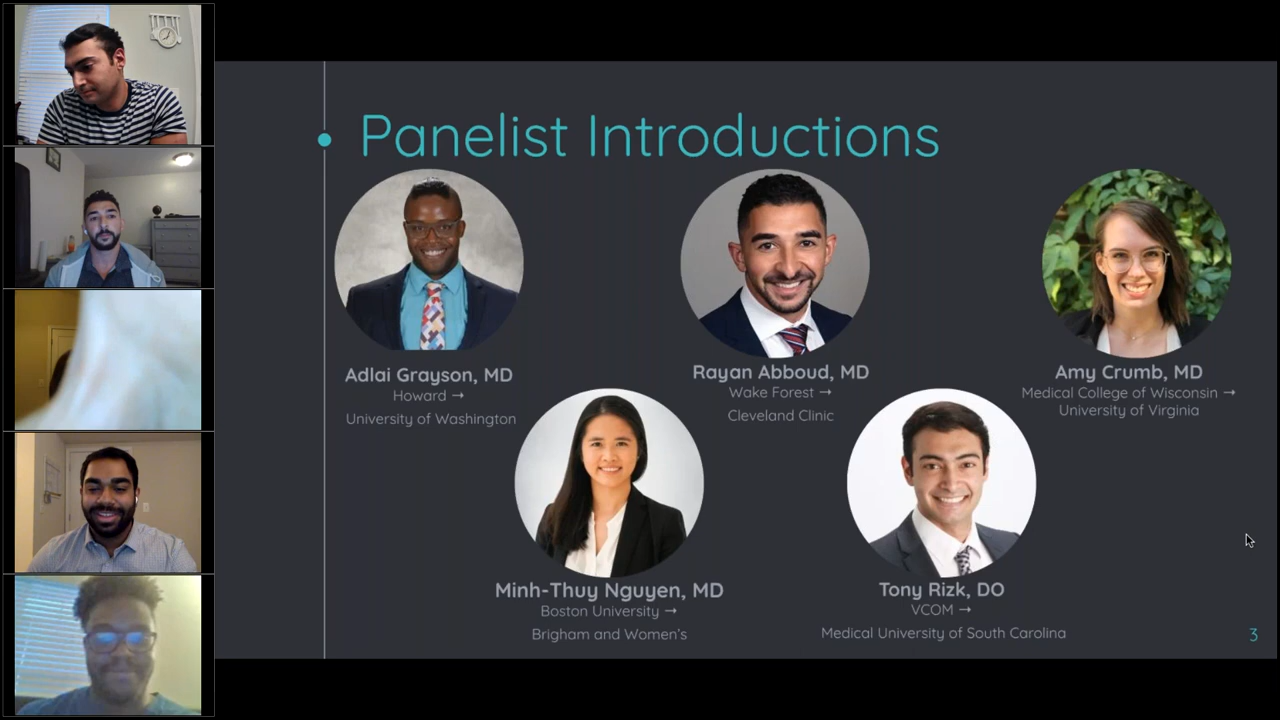 Panelist Introductions
Adlai Grayson, MD
Howard →
University of Washington
Rayan Abboud, MD
Wake Forest →
Cleveland Clinic
Amy Crumb, MD
Medical College of Wisconsin →
University of Virginia
Minh-Thuy Nguyen, MD
Boston University →
Brigham and Women's
Tony Rizk, DO
VCOM →
Medical University of South Carolina
3